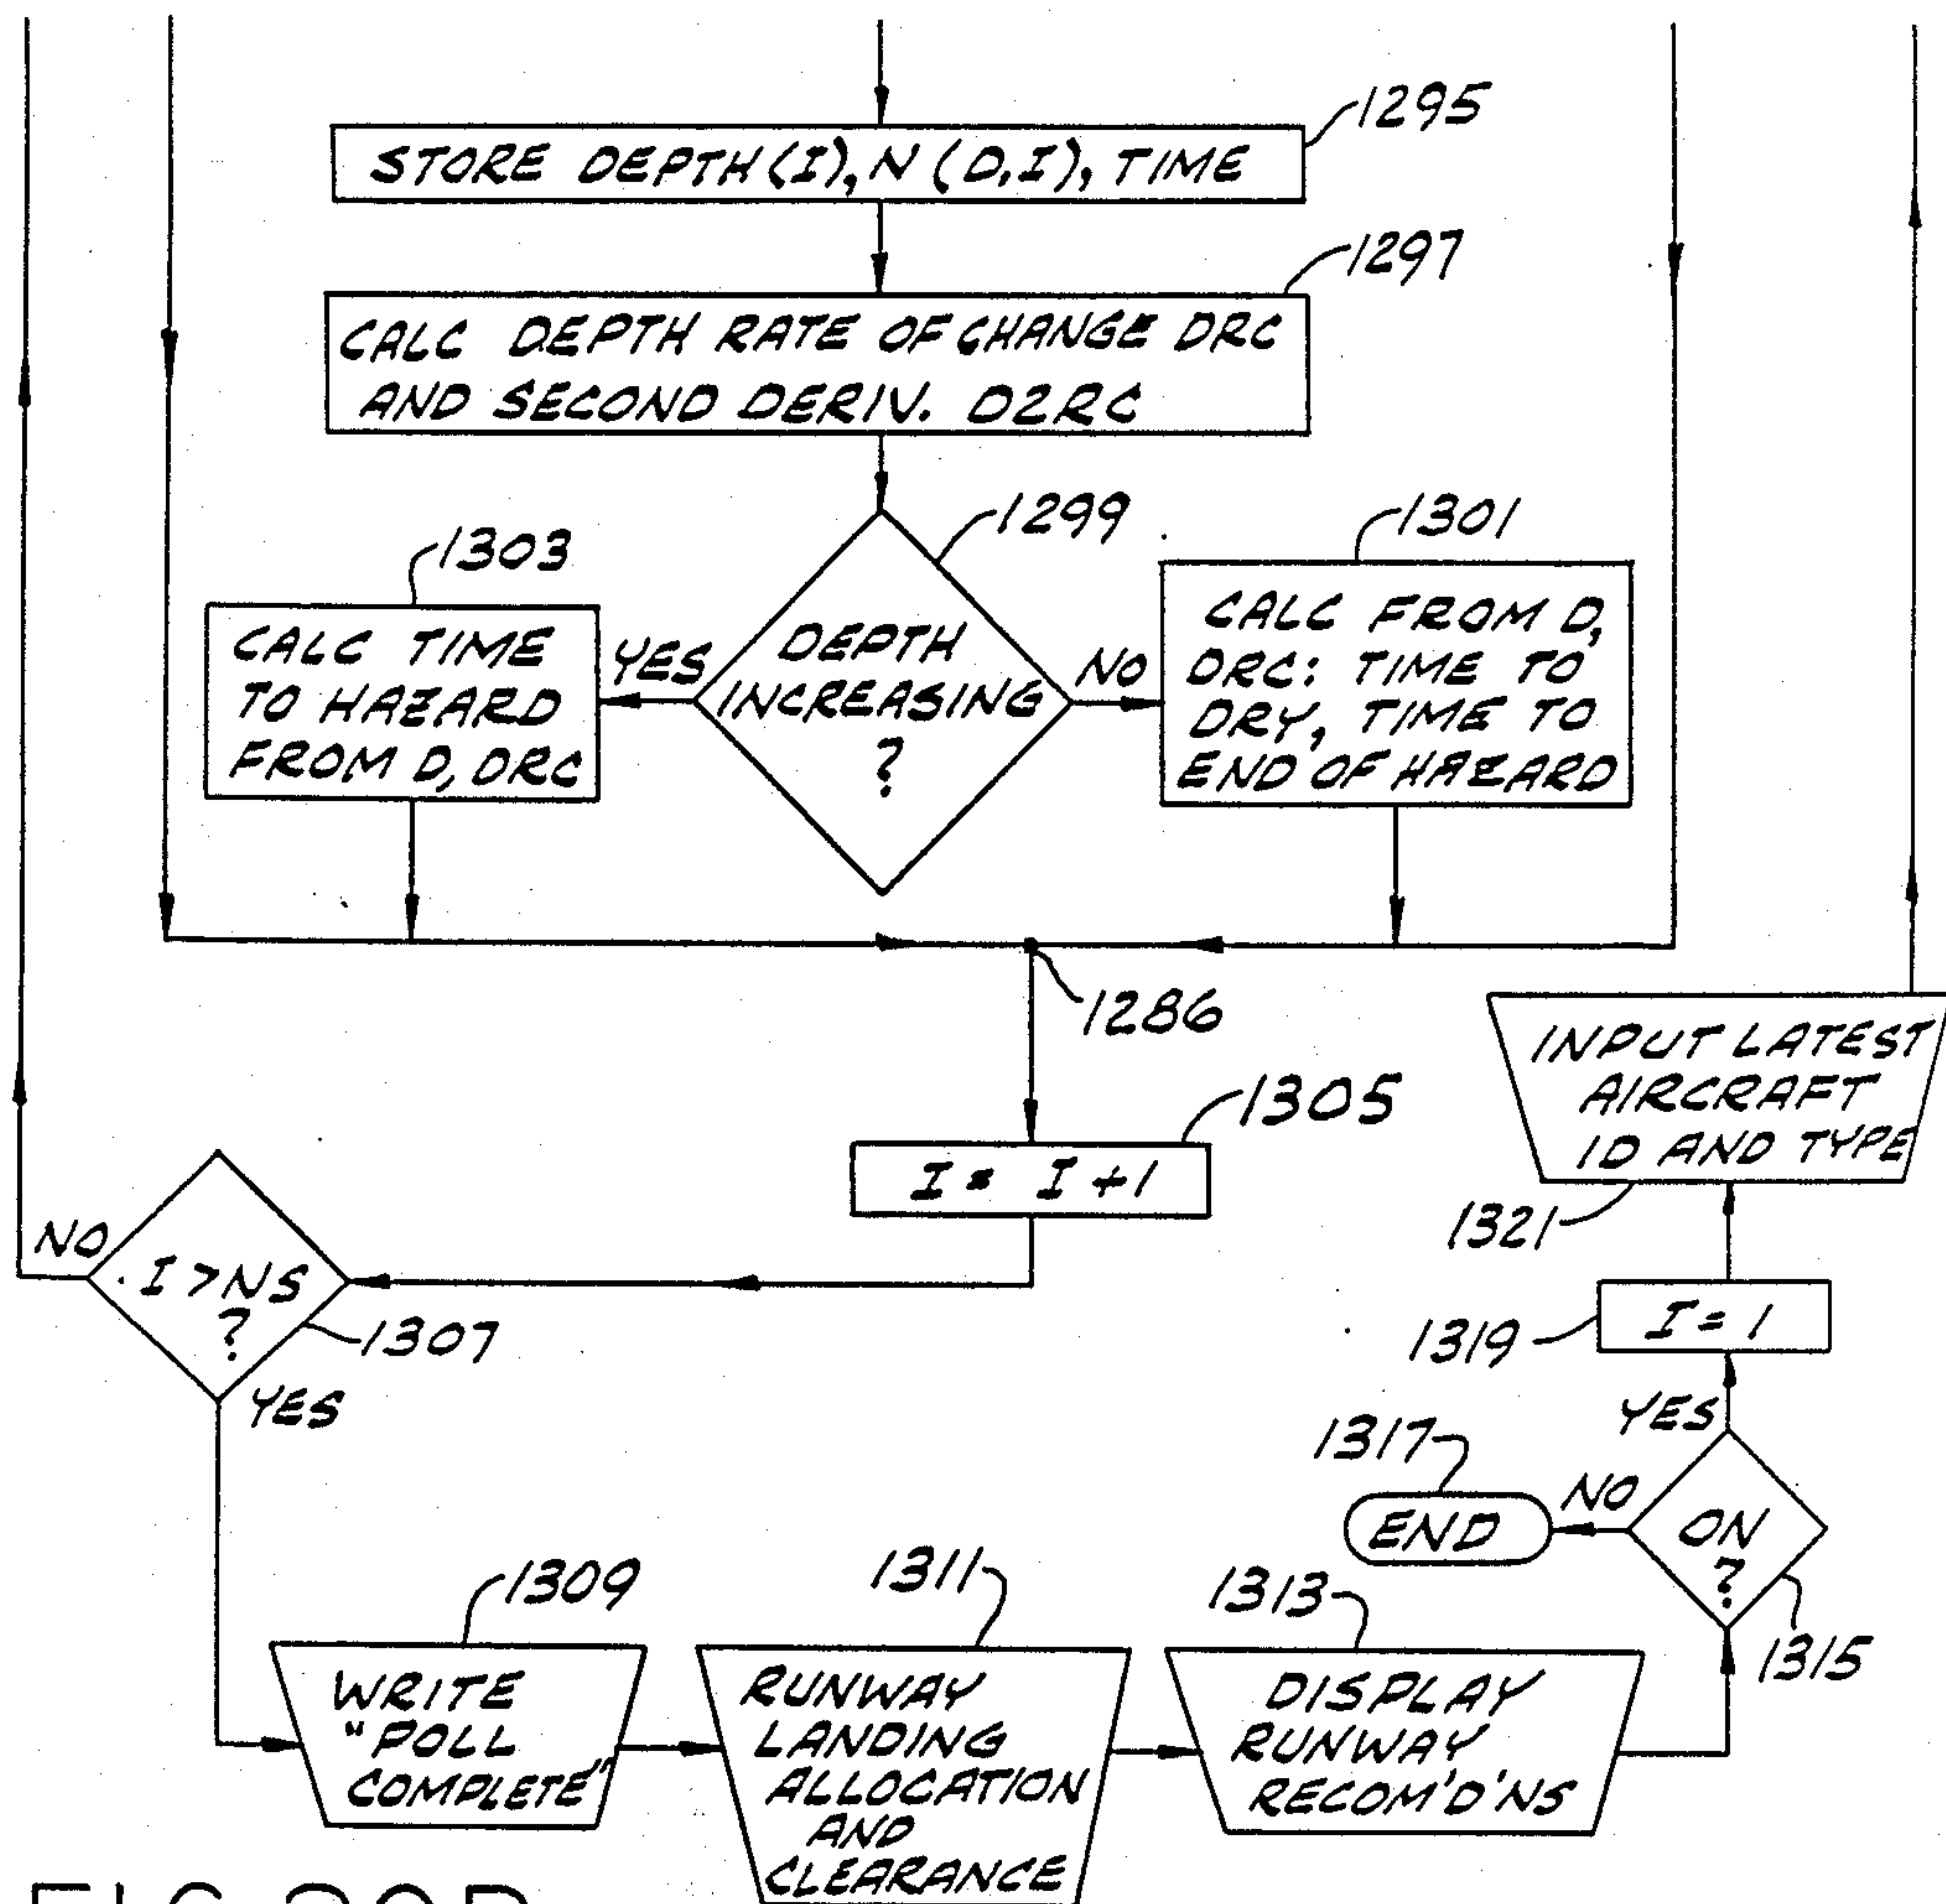 1295
STORE DEPTH(I), N(D,I), TIME
1297
CALC DEPTH RATE OF CHANGE DRC
AND SECOND DERIV. D2RC
1299
1301
1303
CALC TIME
TO HAZARD
FROM D, DRC
YES
DEPTH
INCREASING
?
NO
CALC FROM D,
DRC: TIME TO
DRY, TIME TO
END OF HAZARD
1286
INPUT LATEST
AIRCRAFT
ID AND TYPE
1305
I = I + 1
1321
NO
I > NS
?
1307
YES
1319
I = 1
YES
1317
END
NO
ON
?
1315
1309
WRITE
"POLL
COMPLETE"
1311
RUNWAY
LANDING
ALLOCATION
AND
CLEARANCE
1313
DISPLAY
RUNWAY
RECOM'D'NS